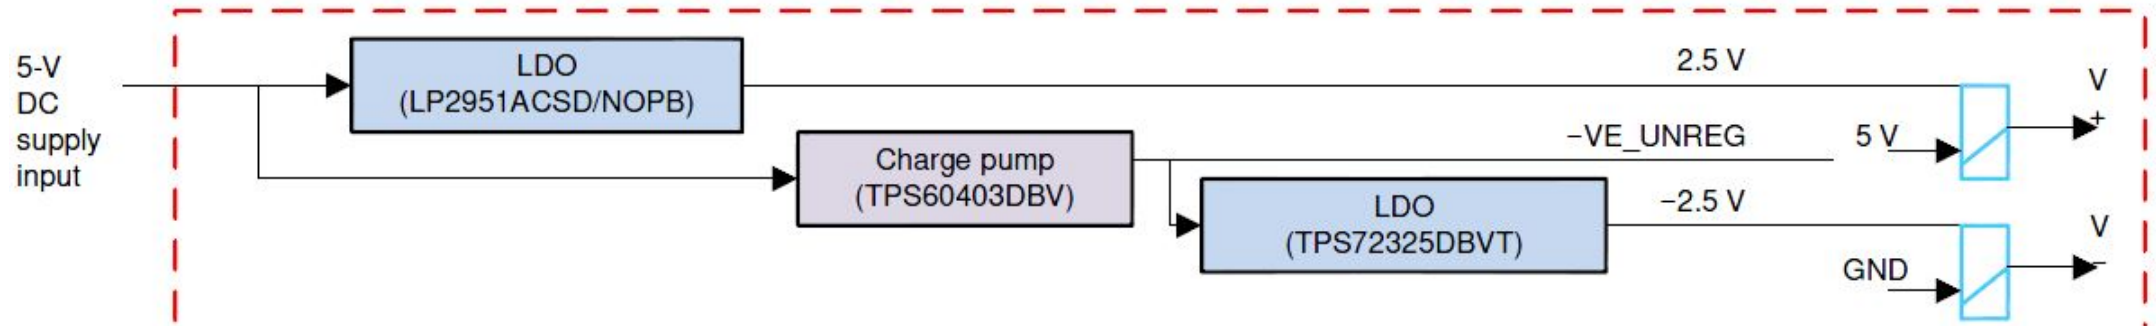 5-V
DC
supply
input
LDO
(LP2951ACSD/NOPB)
2.5 V
V
+
Charge pump
(TPS60403DBV)
−VE_UNREG
5 V
LDO
(TPS72325DBVT)
−2.5 V
V
−
GND